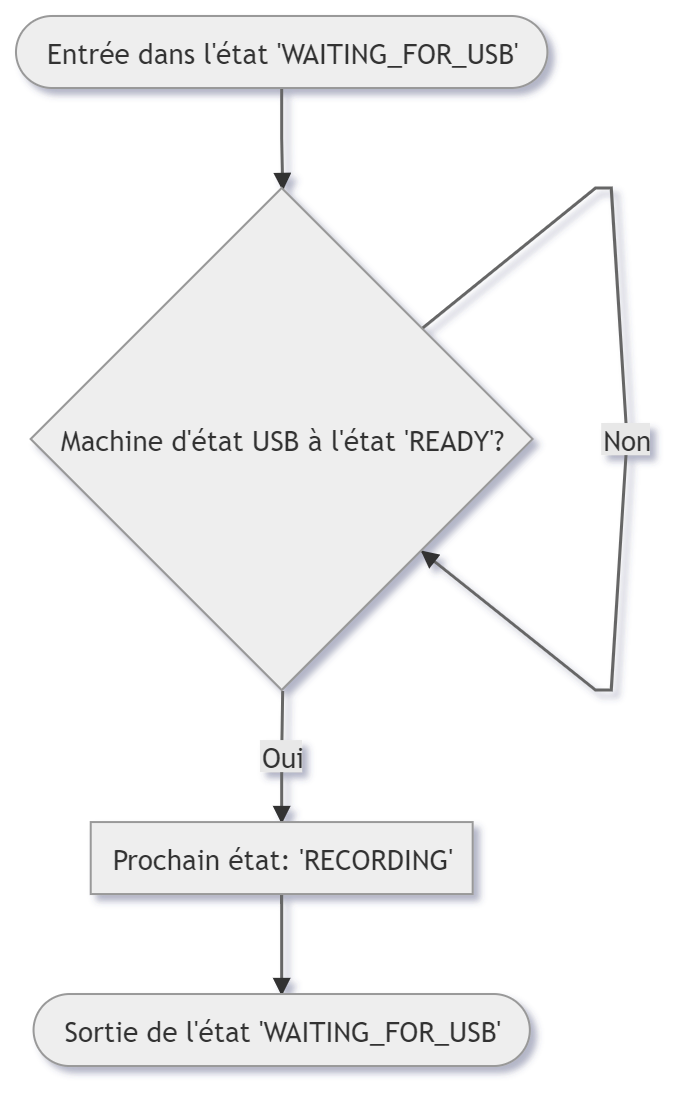 Entrée dans l'état 'WAITING_FOR_USB'
Machine d'état USB à l'état 'READY'?
Non
Oui
Prochain état: 'RECORDING'
Sortie de l'état 'WAITING_FOR_USB'